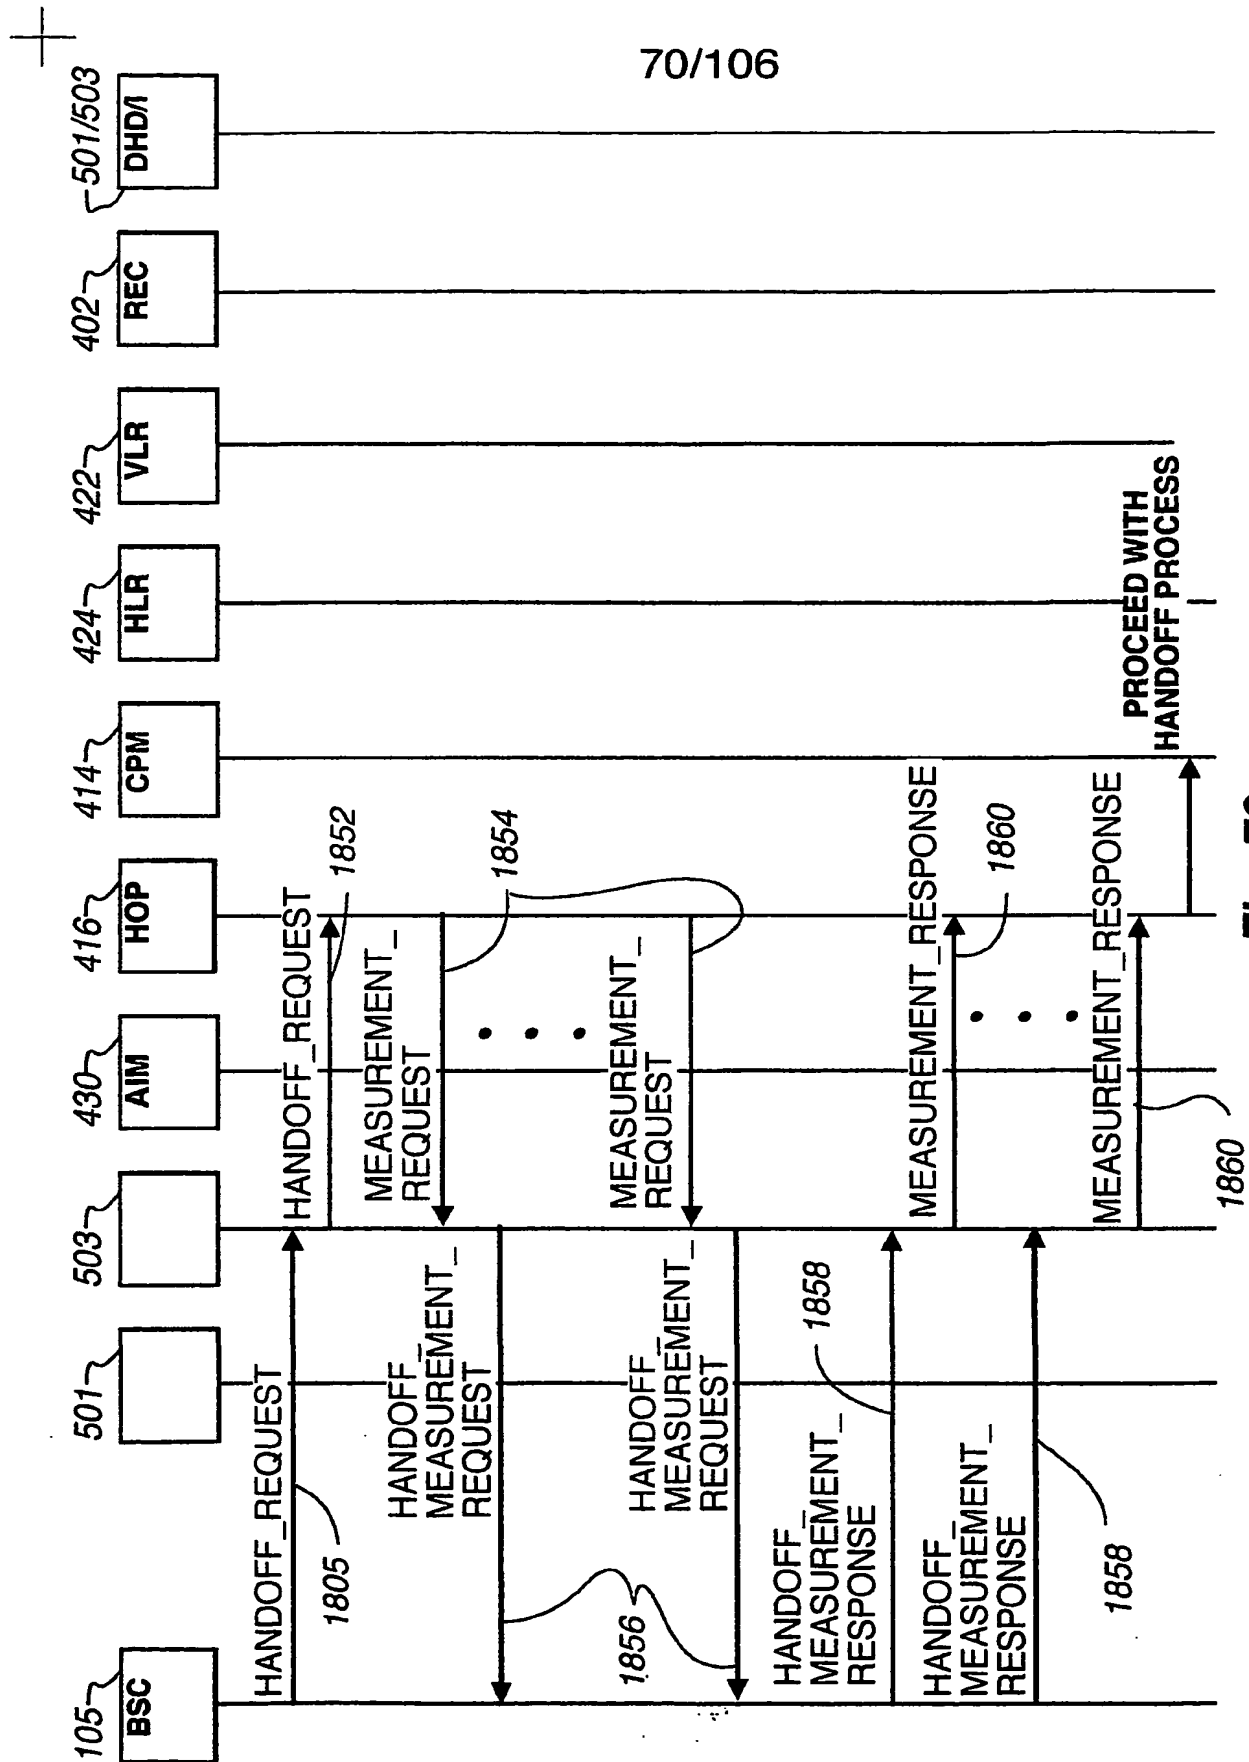 70/106
105
BSC
501
503
430
AIM
416
HOP
414
CPM
424
HLR
422
VLR
402
REC
501/503
DHD/I
HANDOFF_REQUEST
1805
HANDOFF_REQUEST
1852
MEASUREMENT_
REQUEST
1854
HANDOFF_
MEASUREMENT_
REQUEST
1856
MEASUREMENT_
REQUEST
HANDOFF_
MEASUREMENT_
REQUEST
HANDOFF_
MEASUREMENT_
RESPONSE
1858
MEASUREMENT_RESPONSE
1860
HANDOFF_
MEASUREMENT_
RESPONSE
1858
MEASUREMENT_RESPONSE
1860
PROCEED WITH
HANDOFF PROCESS